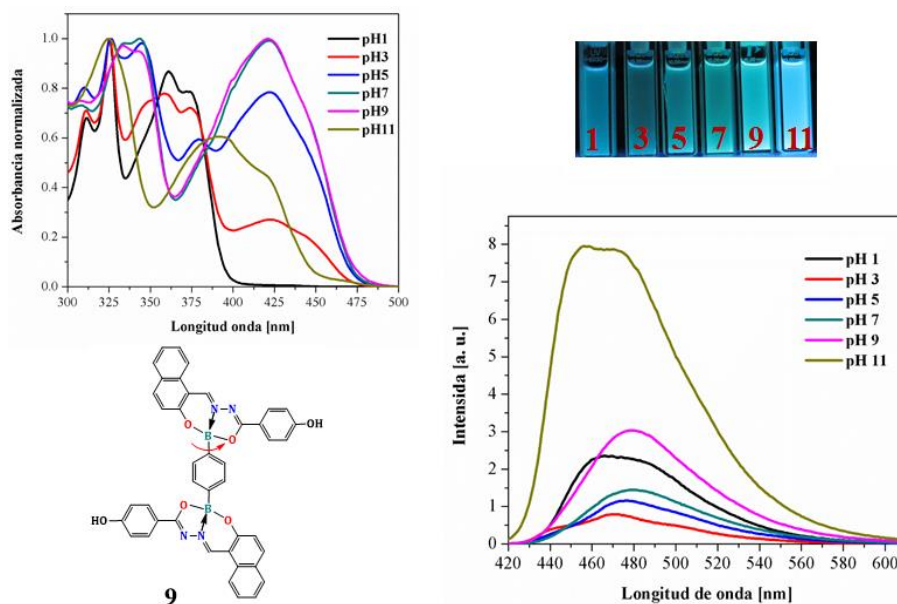 Absorbancia normalizada
1.0
0.8
0.6
0.4
0.2
0.0
300 325 350 375 400 425 450 475 500
Longitud onda [nm]
pH1
pH3
pH5
pH7
pH9
pH11
1 3 5 7 9 11
Intensida [a. u.]
8
7
6
5
4
3
2
1
0
420 440 460 480 500 520 540 560 580 600
Longitud de onda [nm]
pH 1
pH 3
pH 5
pH 7
pH 9
pH 11
N N
O B O
OH
O B O
HO
N N
9